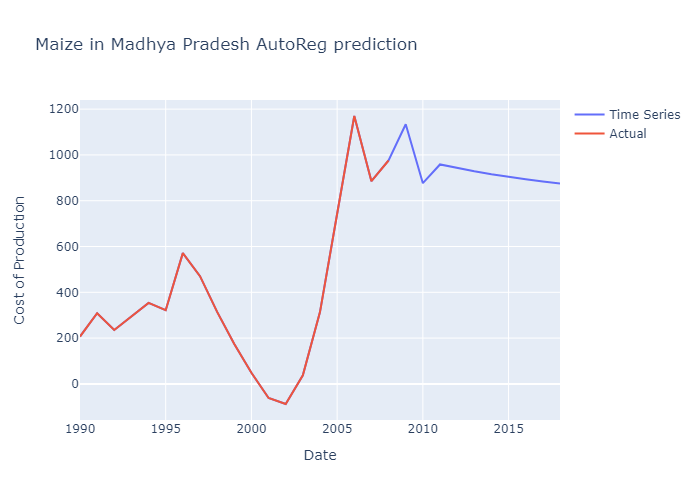 Maize in Madhya Pradesh AutoReg prediction
Time Series
Actual
Cost of Production
1200
1000
800
600
400
200
0
1990
1995
2000
2005
2010
2015
Date